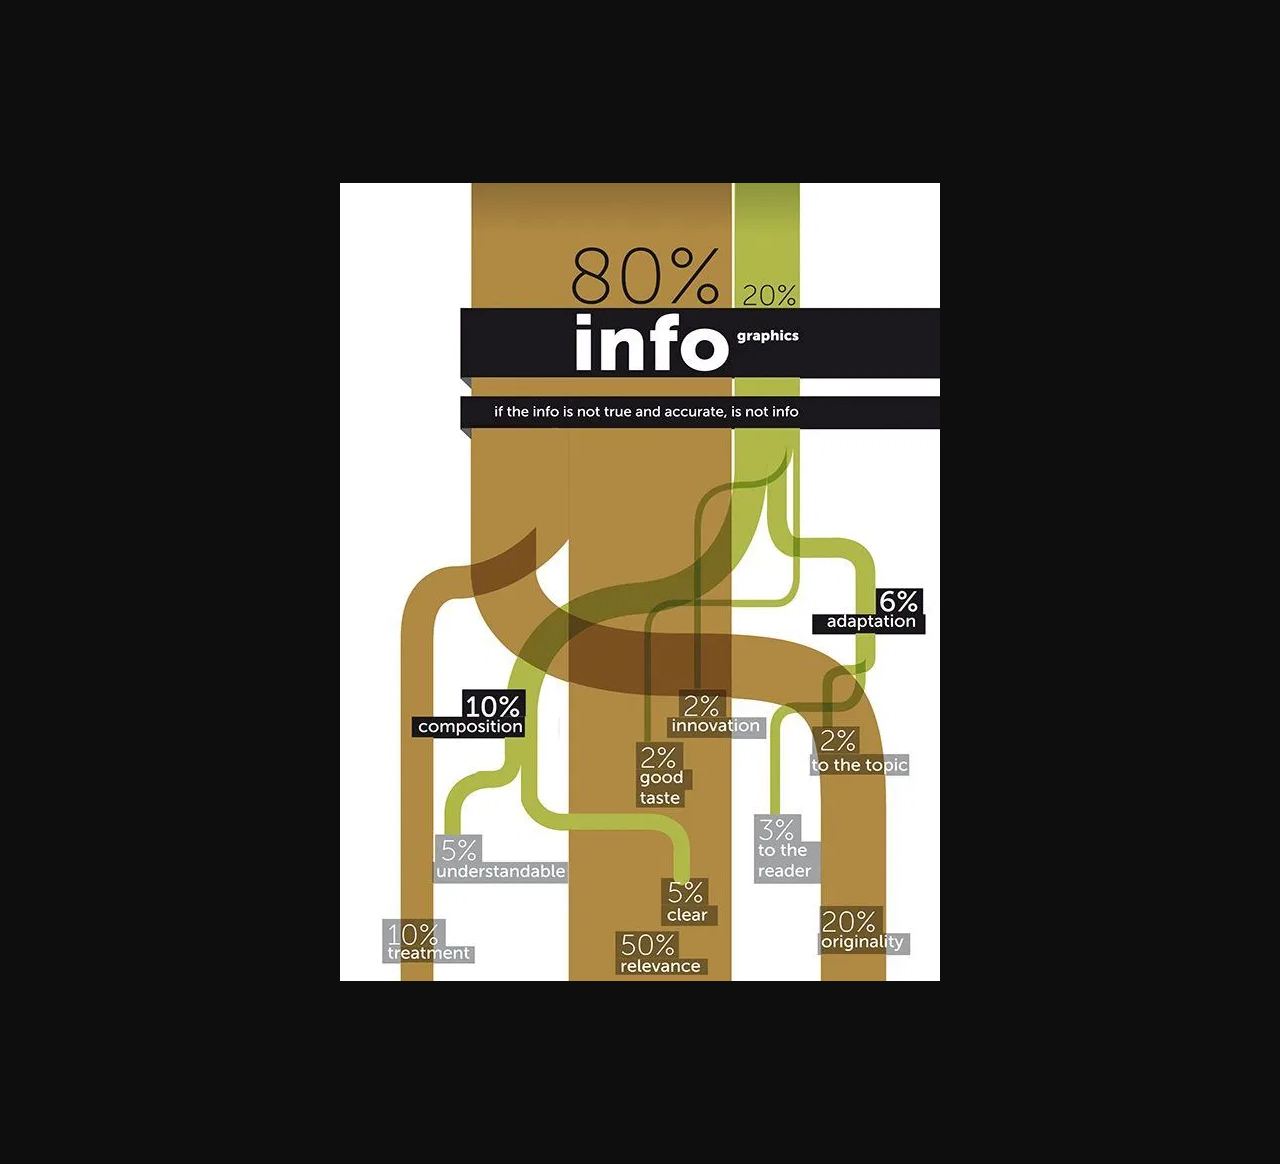 80%
20%
info
graphics
if the info is not true and accurate, is not info
6%
adaptation
10%
composition
2%
innovation
2%
to the topic
2%
good
taste
3%
to the
reader
5%
understandable
5%
clear
10%
treatment
50%
relevance
20%
originality